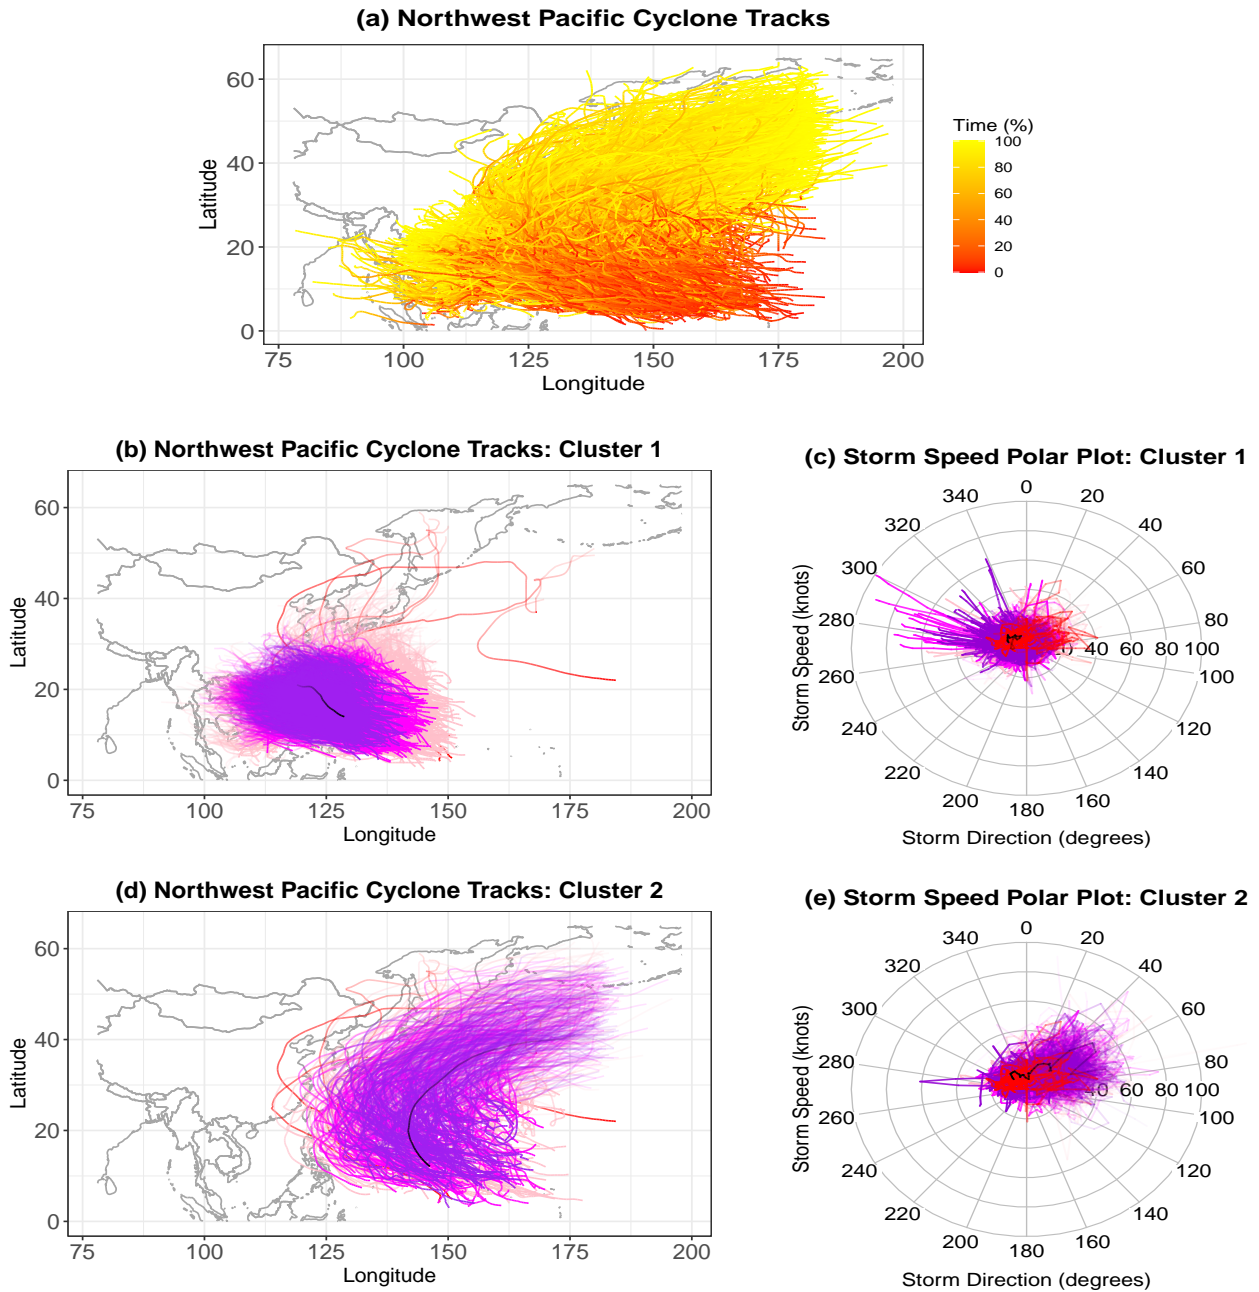 (a) Northwest Pacific Cyclone Tracks
60
40
20
0
Latitude
75 100 125 150 175 200
Longitude
Time (%)
100
80
60
40
20
0
(b) Northwest Pacific Cyclone Tracks: Cluster 1
60
40
20
0
Latitude
75 100 125 150 175 200
Longitude
(c) Storm Speed Polar Plot: Cluster 1
0
340 20
320 40
300 60
280 80
40 60 80 100
260 100
240 120
220 140
200 160
180
Storm Speed (knots)
Storm Direction (degrees)
(d) Northwest Pacific Cyclone Tracks: Cluster 2
60
40
20
0
Latitude
75 100 125 150 175 200
Longitude
(e) Storm Speed Polar Plot: Cluster 2
0
340 20
320 40
300 60
280 80
40 60 80 100
260 100
240 120
220 140
200 160
180
Storm Speed (knots)
Storm Direction (degrees)